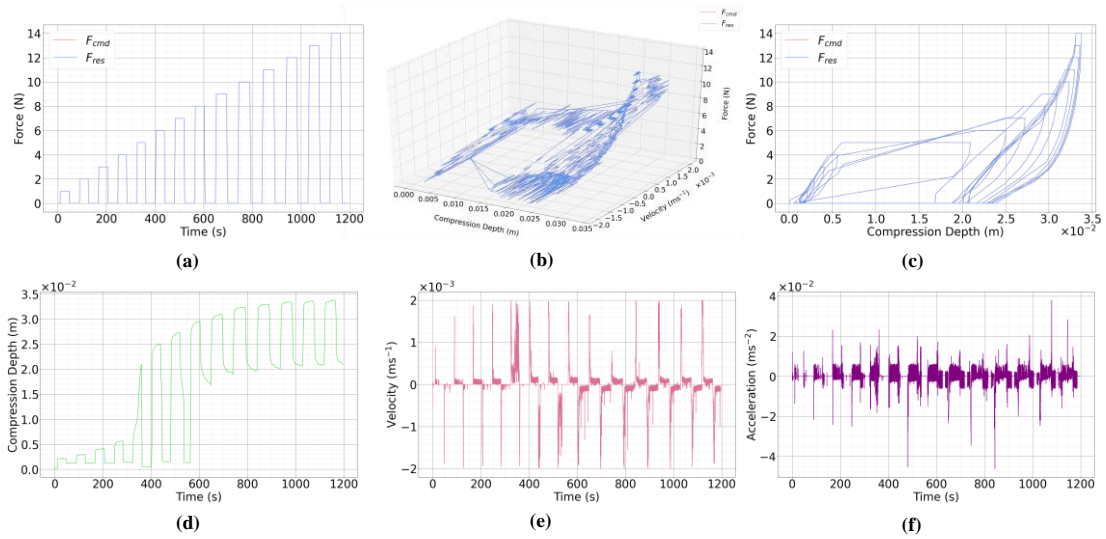 F_cmd
F_res
Force (N)
14
12
10
8
6
4
2
0
0 200 400 600 800 1000 1200
Time (s)
(a)
F_cmd
F_res
14
12
10
8
6
4
2
0
Force (N)
0.000 0.005 0.010 0.015 0.020 0.025 0.030 0.035
Compression Depth (m)
−2.0 −1.5 −1.0 −0.5 0.0 0.5 1.0 1.5 2.0
×10⁻³
Velocity (ms⁻¹)
(b)
F_cmd
F_res
Force (N)
14
12
10
8
6
4
2
0
0.0 0.5 1.0 1.5 2.0 2.5 3.0 3.5
Compression Depth (m) ×10⁻²
(c)
×10⁻²
Compression Depth (m)
3.5
3.0
2.5
2.0
1.5
1.0
0.5
0.0
0 200 400 600 800 1000 1200
Time (s)
(d)
×10⁻³
Velocity (ms⁻¹)
2
1
0
−1
−2
0 200 400 600 800 1000 1200
Time (s)
(e)
×10⁻²
Acceleration (ms⁻²)
4
2
0
−2
−4
0 200 400 600 800 1000 1200
Time (s)
(f)